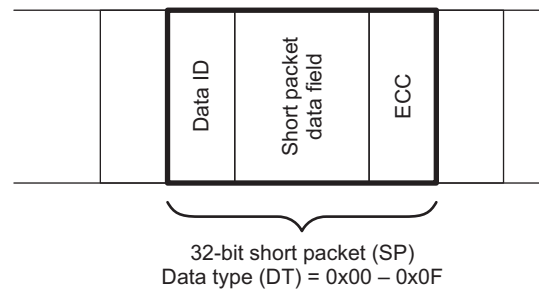 Data ID
Short packet
data field
ECC
32-bit short packet (SP)
Data type (DT) = 0x00 – 0x0F